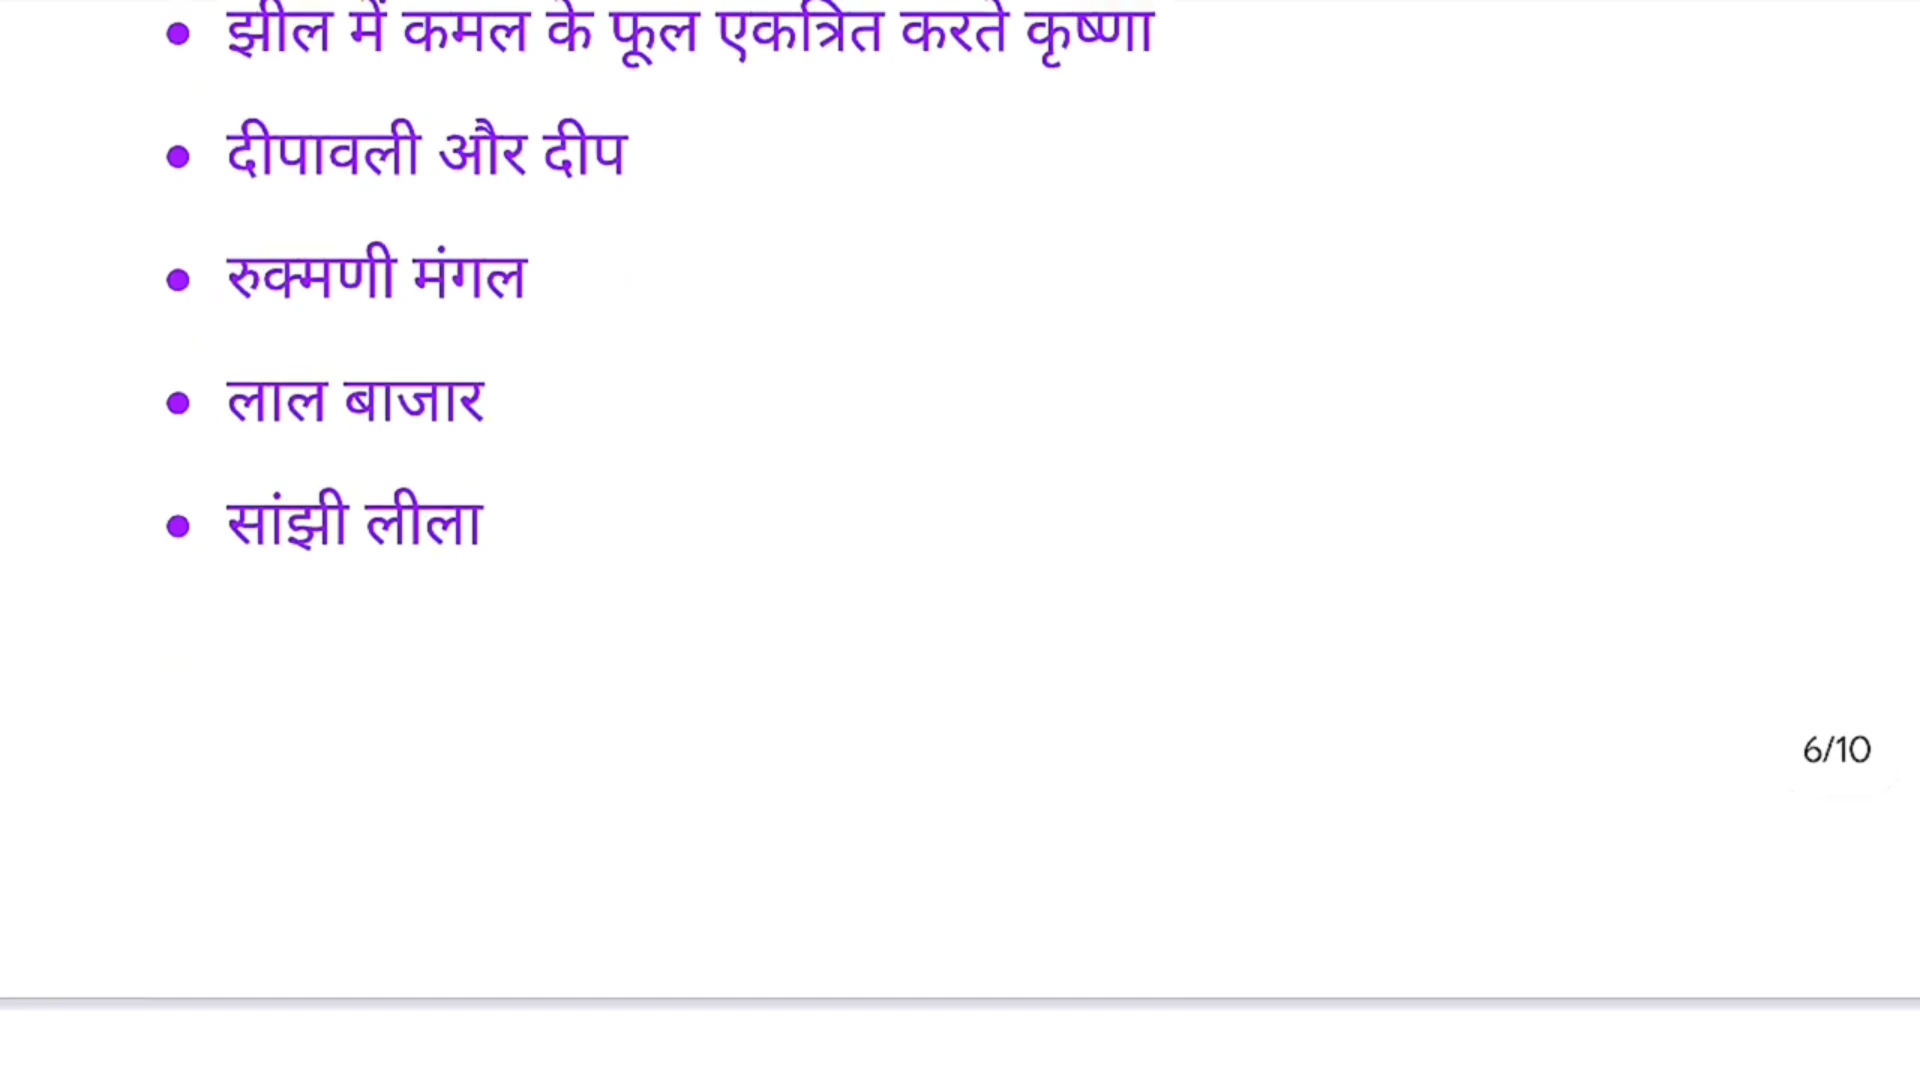 • झील में कमल के फूल एकत्रित करते कृष्णा
• दीपावली और दीप
• रुक्मणी मंगल
• लाल बाजार
• सांझी लीला
6/10